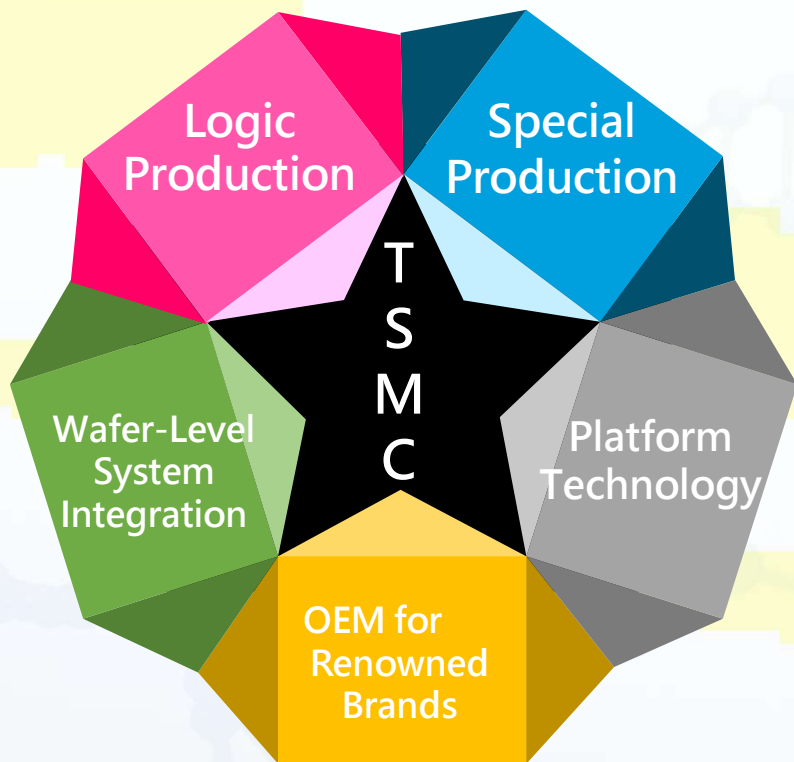 Logic
Production
Special
Production
T
S
M
C
Wafer-Level
System
Integration
Platform
Technology
OEM for
Renowned
Brands